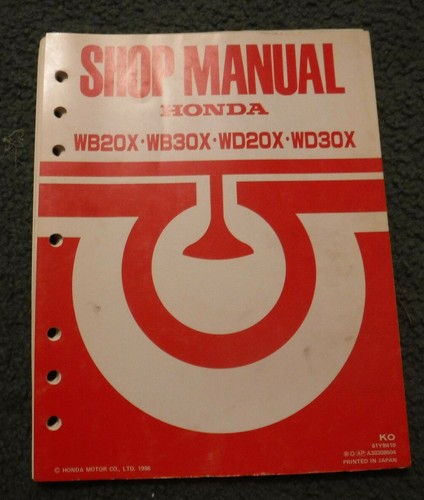 SHOP MANUAL
HONDA
WB20X·WB30X·WD20X·WD30X
KO
PRINTED IN JAPAN
© HONDA MOTOR CO., LTD. 1986